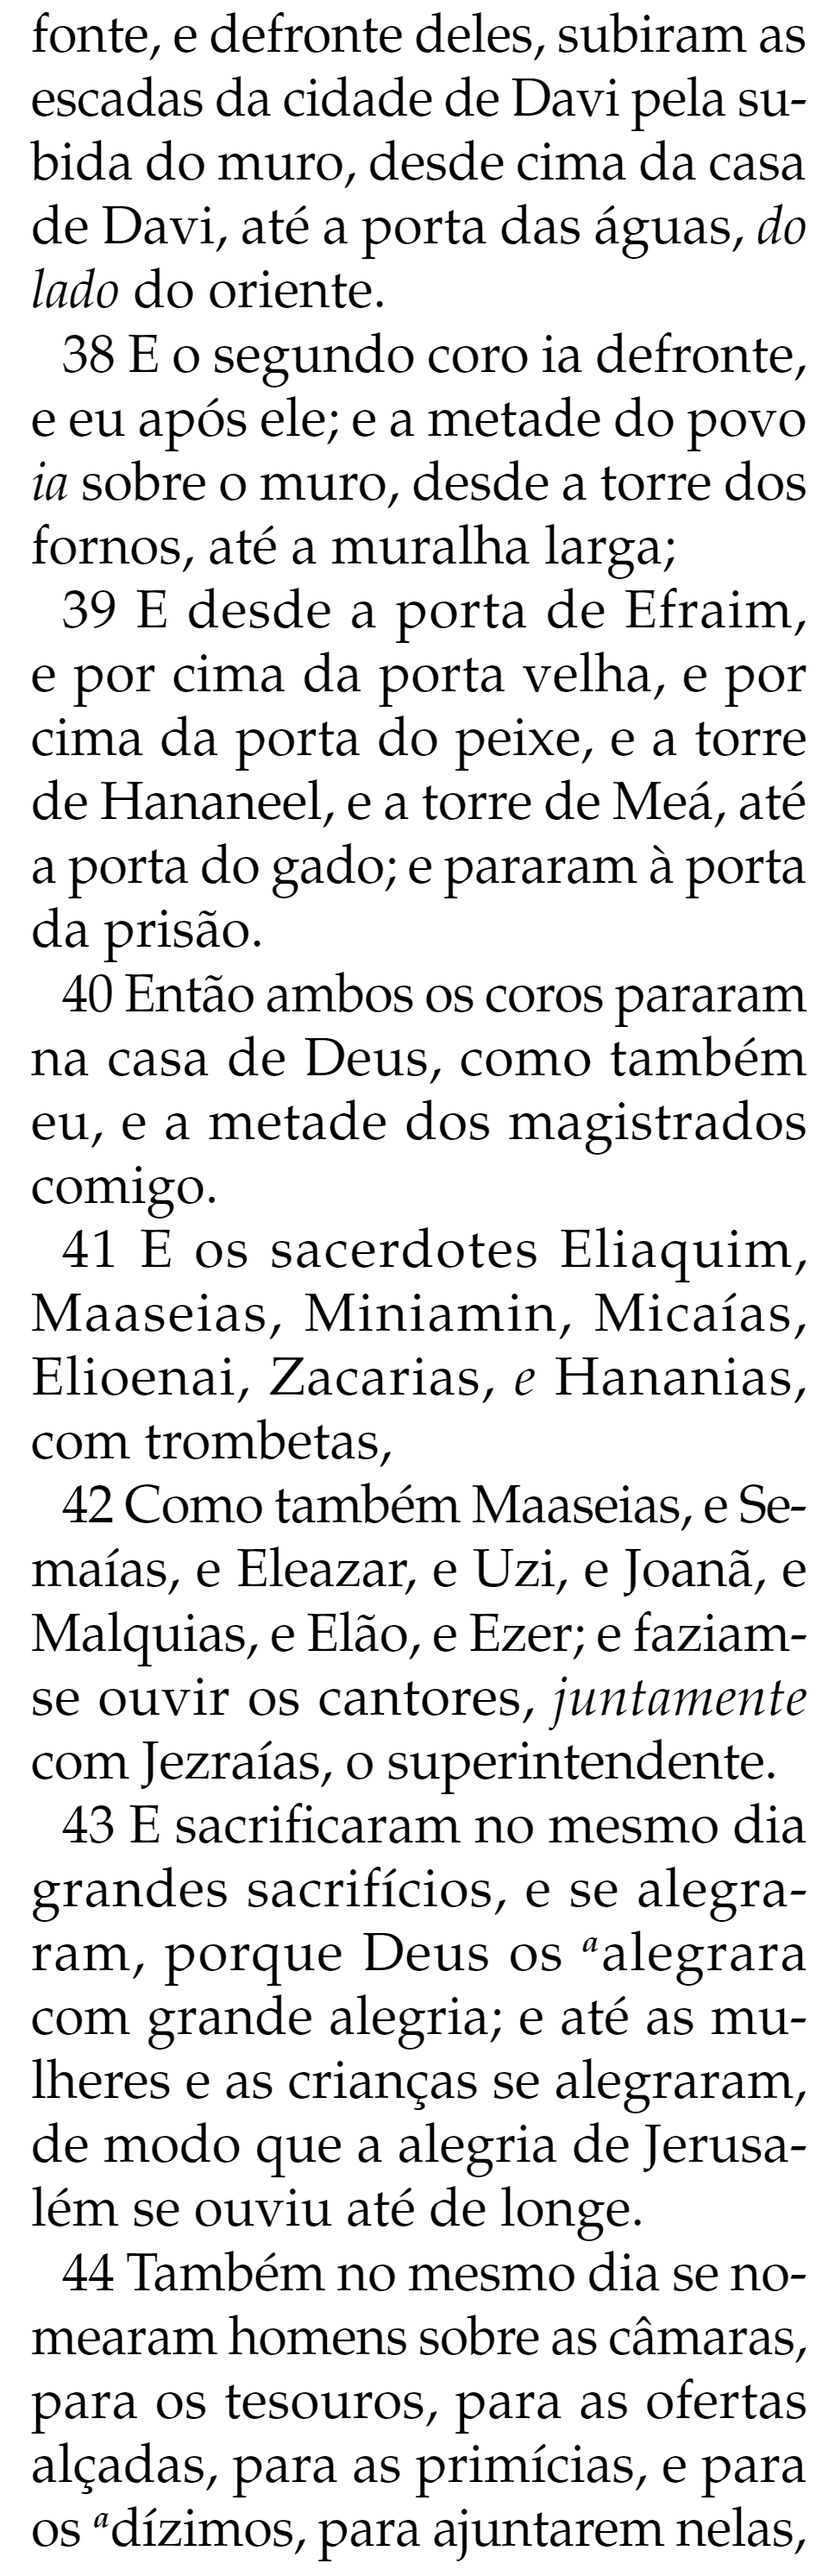 fonte, e defronte deles, subiram as
escadas da cidade de Davi pela su-
bida do muro, desde cima da casa
de Davi, até a porta das águas, do
lado do oriente.
38 E o segundo coro ia defronte,
e eu após ele; e a metade do povo
ia sobre o muro, desde a torre dos
fornos, até a muralha larga;
39 E desde a porta de Efraim,
e por cima da porta velha, e por
cima da porta do peixe, e a torre
de Hananeel, e a torre de Meá, até
a porta do gado; e pararam à porta
da prisão.
40 Então ambos os coros pararam
na casa de Deus, como também
eu, e a metade dos magistrados
comigo.
41 E os sacerdotes Eliaquim,
Maaseias, Miniamin, Micaías,
Elioenai, Zacarias, e Hananias,
com trombetas,
42 Como também Maaseias, e Se-
maías, e Eleazar, e Uzi, e Joanã, e
Malquias, e Elão, e Ezer; e faziam-
se ouvir os cantores, juntamente
com Jezraías, o superintendente.
43 E sacrificaram no mesmo dia
grandes sacrifícios, e se alegra-
ram, porque Deus os ᵃalegrara
com grande alegria; e até as mu-
lheres e as crianças se alegraram,
de modo que a alegria de Jerusa-
lém se ouviu até de longe.
44 Também no mesmo dia se no-
mearam homens sobre as câmaras,
para os tesouros, para as ofertas
alçadas, para as primícias, e para
os ᵃdízimos, para ajuntarem nelas,